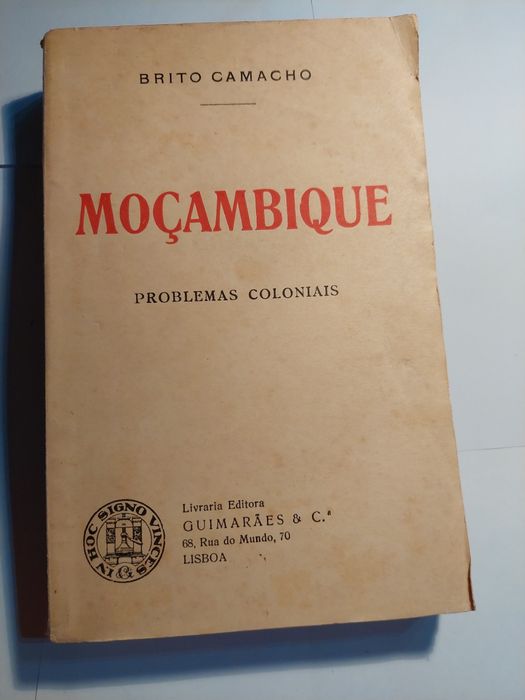 BRITO CAMACHO
MOÇAMBIQUE
PROBLEMAS COLONIAIS
IN HOC SIGNO VINCES
Livraria Editora
GUIMARÃES & C.ª
68, Rua do Mundo, 70
LISBOA